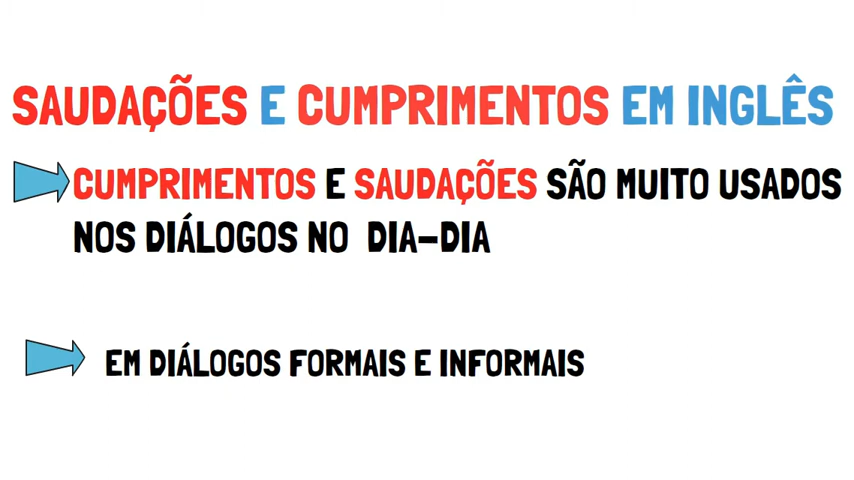 SAUDAÇÕES E CUMPRIMENTOS EM INGLÊS
CUMPRIMENTOS E SAUDAÇÕES SÃO MUITO USADOS
NOS DIÁLOGOS NO DIA-DIA
EM DIÁLOGOS FORMAIS E INFORMAIS